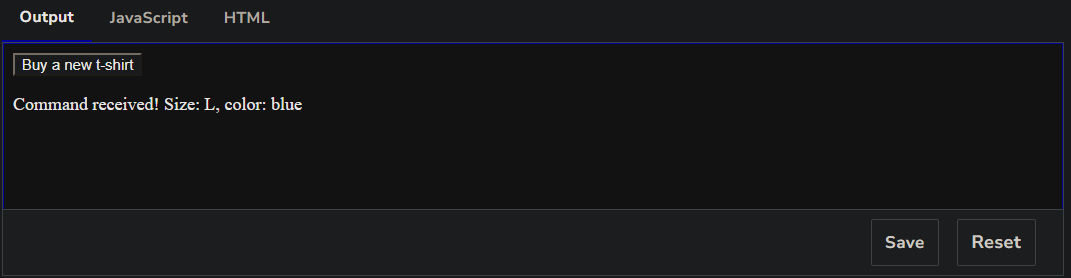 Output JavaScript HTML
Buy a new t-shirt
Command received! Size: L, color: blue
Save Reset